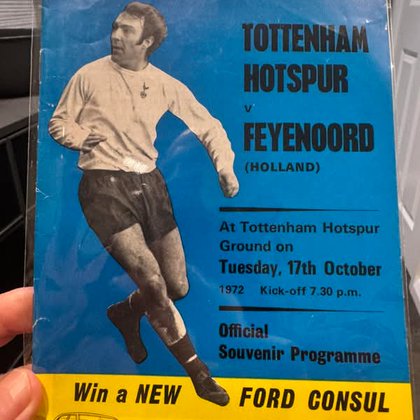 TOTTENHAM
HOTSPUR
v
FEYENOORD
(HOLLAND)
At Tottenham Hotspur
Ground on
Tuesday, 17th October
1972 Kick-off 7.30 p.m.
Official
Souvenir Programme
Win a NEW FORD CONSUL